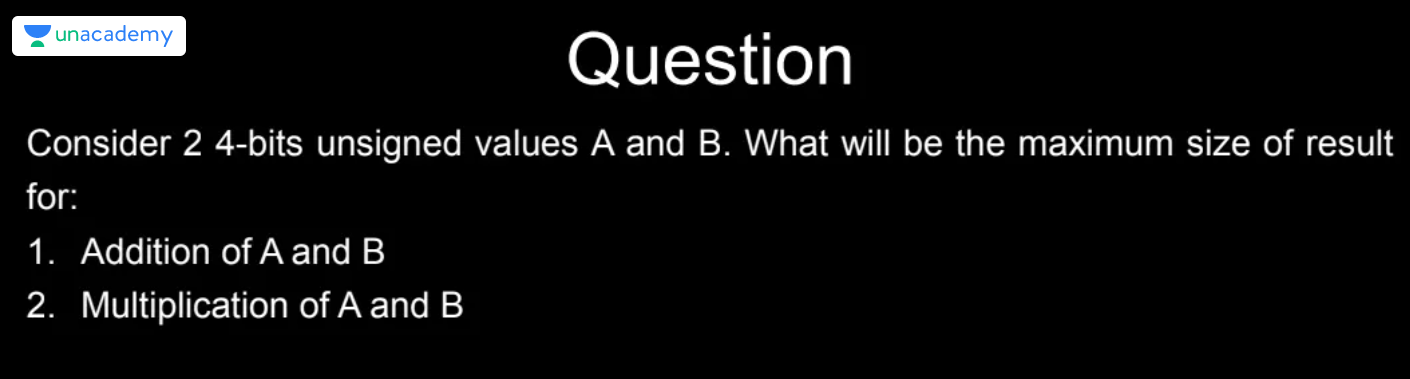 unacademy
Question
Consider 2 4-bits unsigned values A and B. What will be the maximum size of result
for:
1. Addition of A and B
2. Multiplication of A and B